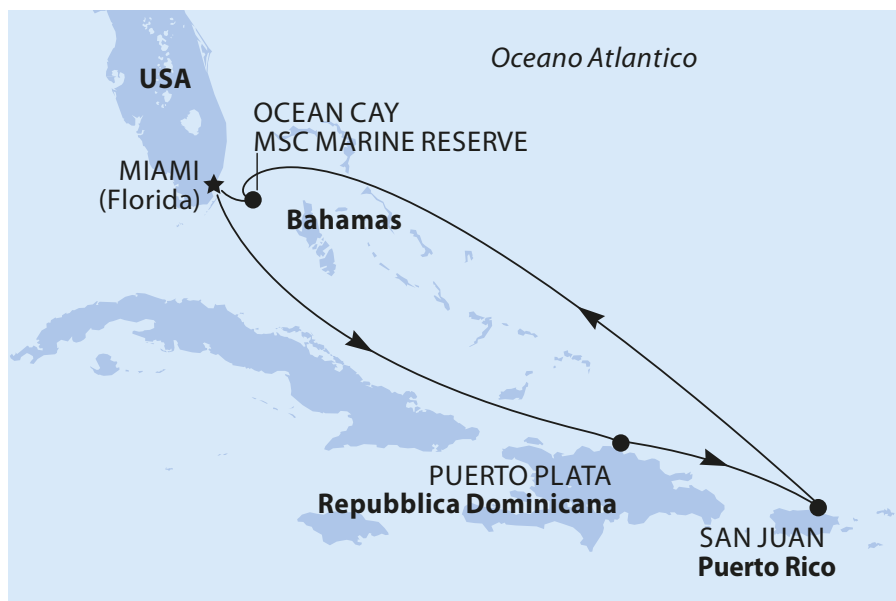 Oceano Atlantico
USA
OCEAN CAY
MSC MARINE RESERVE
MIAMI
(Florida)
Bahamas
PUERTO PLATA
Repubblica Dominicana
SAN JUAN
Puerto Rico